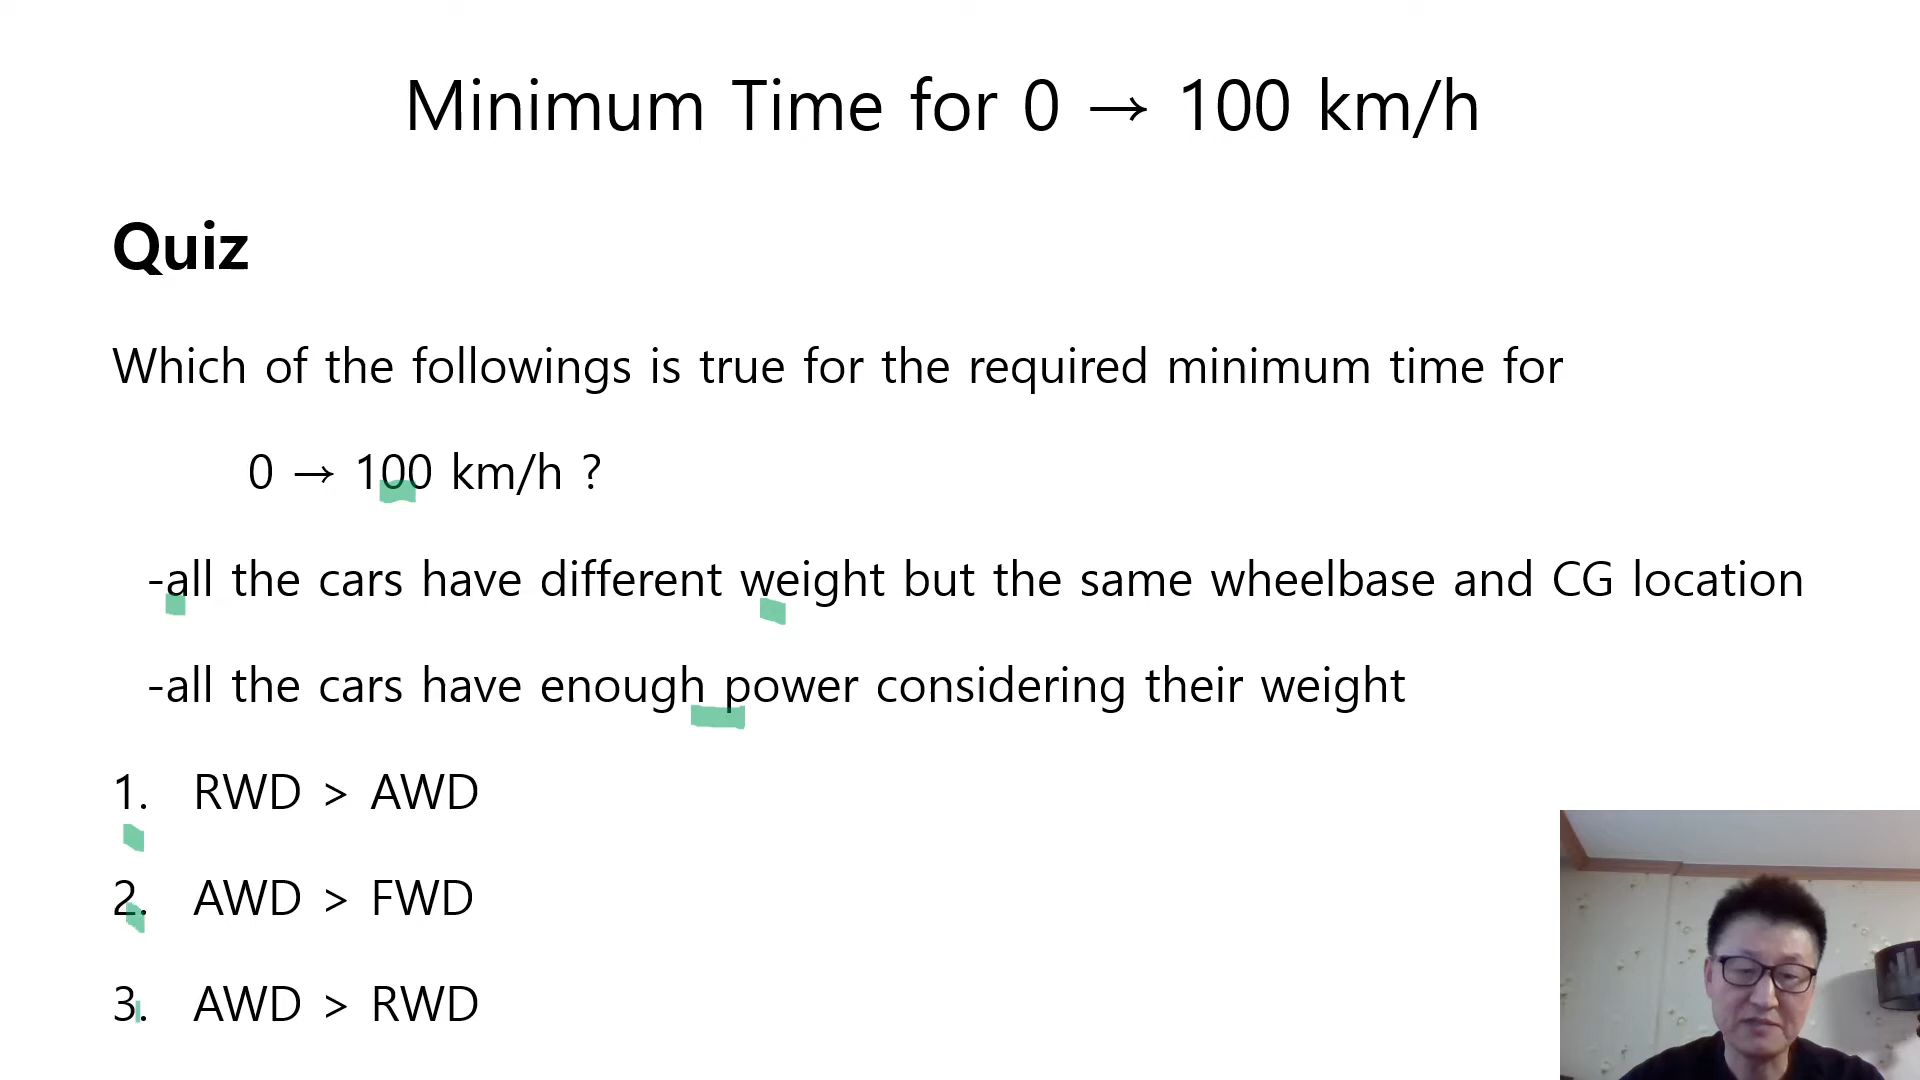 Minimum Time for 0 → 100 km/h
Quiz
Which of the followings is true for the required minimum time for
0 → 100 km/h ?
-all the cars have different weight but the same wheelbase and CG location
-all the cars have enough power considering their weight
1. RWD > AWD
2. AWD > FWD
3. AWD > RWD